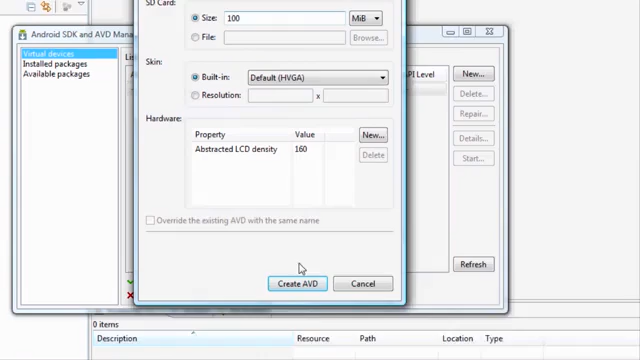 SD Card:
Size: 100 MiB
File: Browse...
Android SDK and AVD Mana
Virtual devices
Installed packages
Available packages
Skin:
Built-in: Default (HVGA)
Resolution: x
API Level
New...
Delete...
Repair...
Details...
Start...
Refresh
Hardware:
Property Value New...
Abstracted LCD density 160 Delete
Override the existing AVD with the same name
Create AVD Cancel
0 items
Description Resource Path Location Type